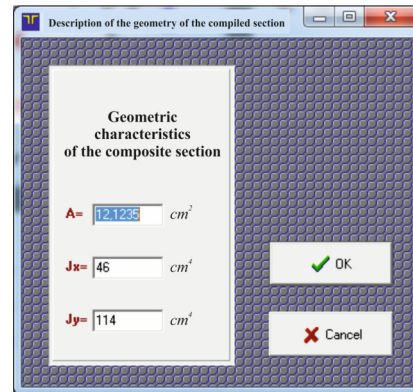 Description of the geometry of the compiled section
Geometric
characteristics
of the composite section
A= 12,1235 cm²
Jx= 46 cm⁴
Jy= 114 cm⁴
OK
Cancel